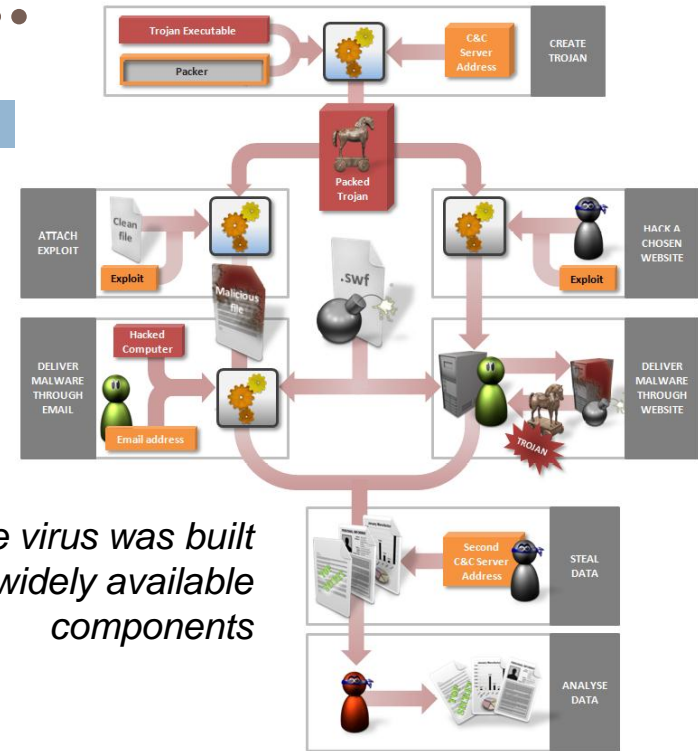 Trojan Executable
Packer
C&C
Server
Address
CREATE
TROJAN
Packed
Trojan
ATTACH
EXPLOIT
Clean
file
Exploit
Malicious
file
.swf
Exploit
HACK A
CHOSEN
WEBSITE
DELIVER
MALWARE
THROUGH
EMAIL
Hacked
Computer
Email address
TROJAN
DELIVER
MALWARE
THROUGH
WEBSITE
e virus was built
widely available
components
Second
C&C Server
Address
STEAL
DATA
ANALYSE
DATA